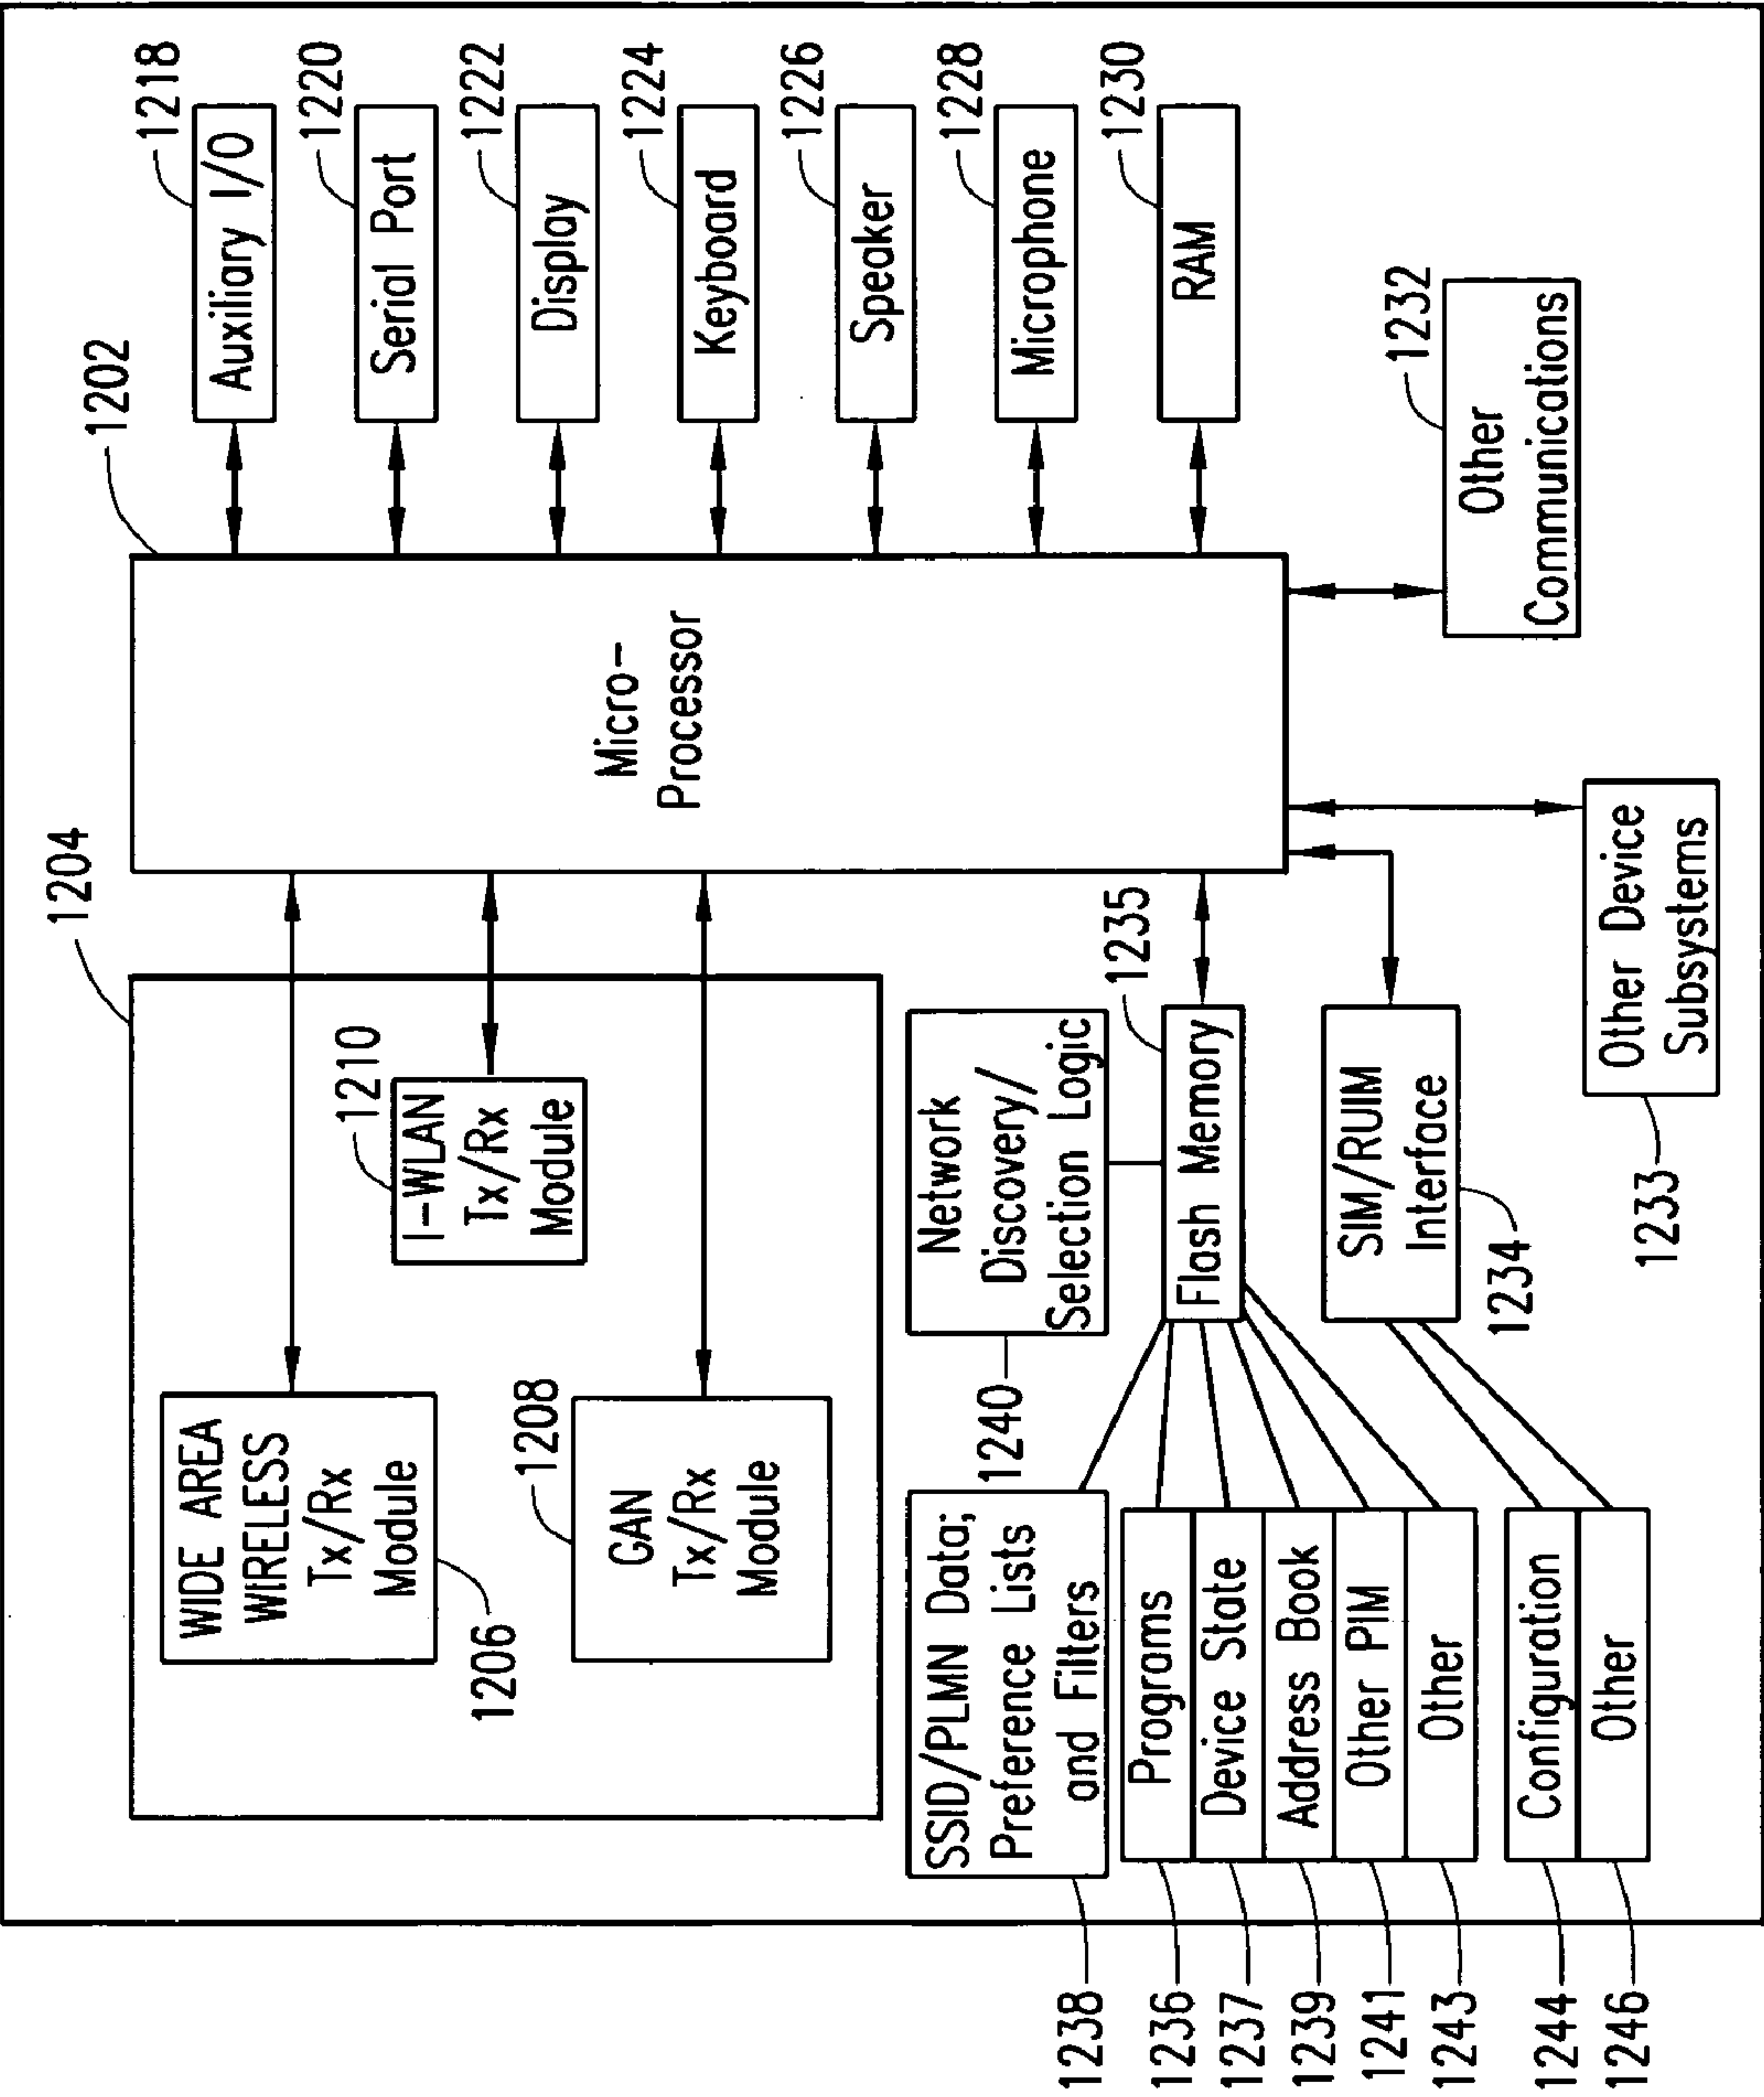 1204
1202
WIDE AREA
WIRELESS
Tx/Rx
Module
1206
I-WLAN
Tx/Rx
Module
1210
GAN
Tx/Rx
Module
1208
Micro-
Processor
Auxiliary I/O
1218
Serial Port
1220
Display
1222
Keyboard
1224
Speaker
1226
Microphone
1228
RAM
1230
Other
Communications
1232
Other Device
Subsystems
1233
SIM/RUIM
Interface
1234
Flash Memory
1235
Network
Discovery/
Selection Logic
1240
SSID/PLMN Data;
Preference Lists
and Filters
1238
Programs
1236
Device State
1237
Address Book
1239
Other PIM
1241
Other
1243
Configuration
1244
Other
1246